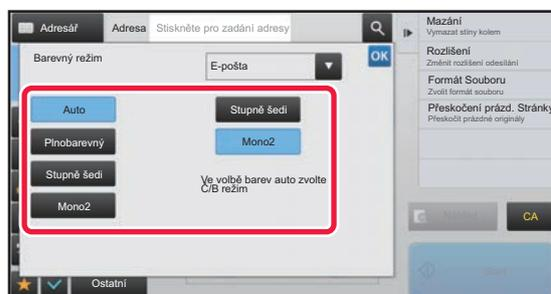 Adresář
Adresa
Stiskněte pro zadání adresy
Barevný režim
E-pošta
OK
Auto
Plnobarevný
Stupně šedi
Mono2
Stupně šedi
Mono2
Ve volbě barev auto zvolte
Č/B režim
Ostatní
Mazání
Vymazat stíny kolem
Rozlišení
Změnit rozlišení odesílání
Formát Souboru
Zvolit formát souboru
Přeskočení prázd. Stránky
Přeskočit prázdné originály
Náhled
CA
Start